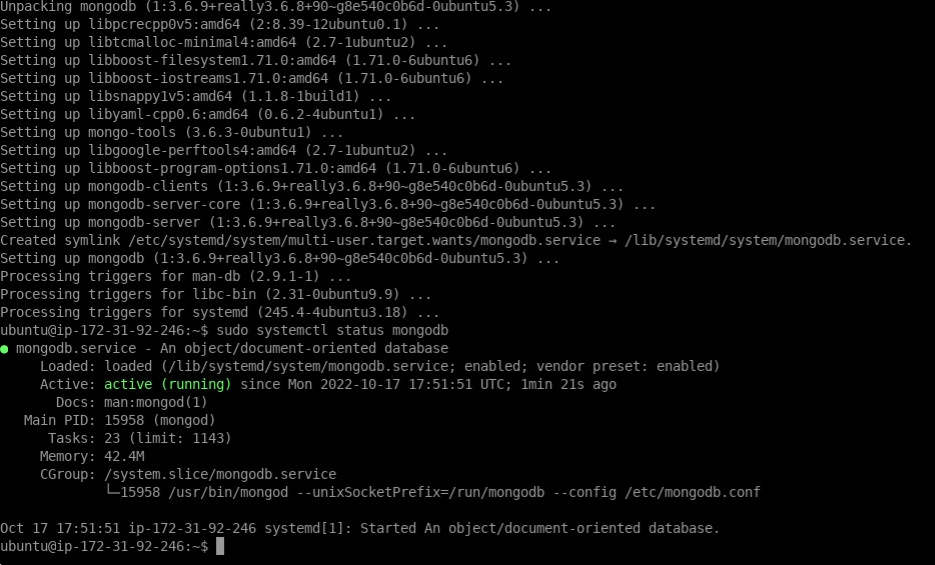 Unpacking mongodb (1:3.6.9+really3.6.8+90~g8e540c0b6d-0ubuntu5.3) ...
Setting up libpcrecpp0v5:amd64 (2:8.39-12ubuntu0.1) ...
Setting up libtcmalloc-minimal4:amd64 (2.7-1ubuntu2) ...
Setting up libboost-filesystem1.71.0:amd64 (1.71.0-6ubuntu6) ...
Setting up libboost-iostreams1.71.0:amd64 (1.71.0-6ubuntu6) ...
Setting up libsnappy1v5:amd64 (1.1.8-1build1) ...
Setting up libyaml-cpp0.6:amd64 (0.6.2-4ubuntu1) ...
Setting up mongo-tools (3.6.3-0ubuntu1) ...
Setting up libgoogle-perftools4:amd64 (2.7-1ubuntu2) ...
Setting up libboost-program-options1.71.0:amd64 (1.71.0-6ubuntu6) ...
Setting up mongodb-clients (1:3.6.9+really3.6.8+90~g8e540c0b6d-0ubuntu5.3) ...
Setting up mongodb-server-core (1:3.6.9+really3.6.8+90~g8e540c0b6d-0ubuntu5.3) ...
Setting up mongodb-server (1:3.6.9+really3.6.8+90~g8e540c0b6d-0ubuntu5.3) ...
Created symlink /etc/systemd/system/multi-user.target.wants/mongodb.service → /lib/systemd/system/mongodb.service.
Setting up mongodb (1:3.6.9+really3.6.8+90~g8e540c0b6d-0ubuntu5.3) ...
Processing triggers for man-db (2.9.1-1) ...
Processing triggers for libc-bin (2.31-0ubuntu9.9) ...
Processing triggers for systemd (245.4-4ubuntu3.18) ...
ubuntu@ip-172-31-92-246:~$ sudo systemctl status mongodb
● mongodb.service - An object/document-oriented database
     Loaded: loaded (/lib/systemd/system/mongodb.service; enabled; vendor preset: enabled)
     Active: active (running) since Mon 2022-10-17 17:51:51 UTC; 1min 21s ago
       Docs: man:mongod(1)
   Main PID: 15958 (mongod)
      Tasks: 23 (limit: 1143)
     Memory: 42.4M
     CGroup: /system.slice/mongodb.service
             └─15958 /usr/bin/mongod --unixSocketPrefix=/run/mongodb --config /etc/mongodb.conf
Oct 17 17:51:51 ip-172-31-92-246 systemd[1]: Started An object/document-oriented database.
ubuntu@ip-172-31-92-246:~$